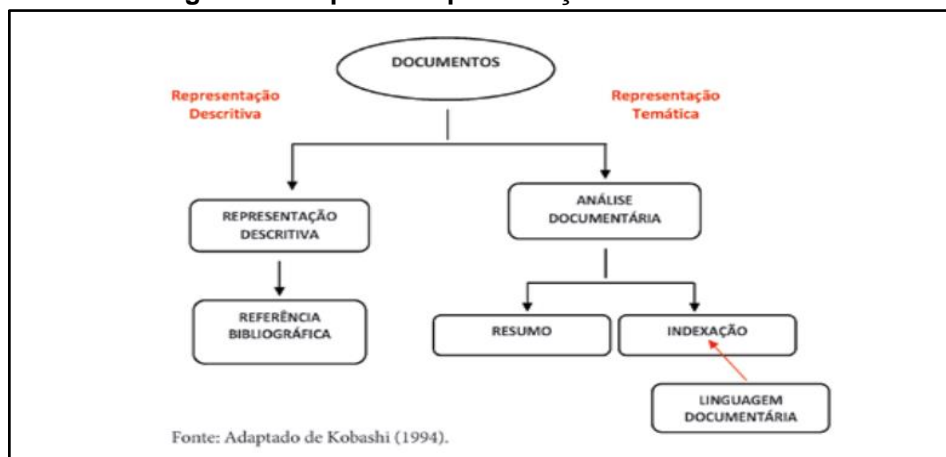 DOCUMENTOS
Representação
Descritiva
Representação
Temática
REPRESENTAÇÃO
DESCRITIVA
ANÁLISE
DOCUMENTÁRIA
REFERÊNCIA
BIBLIOGRÁFICA
RESUMO
INDEXAÇÃO
LINGUAGEM
DOCUMENTÁRIA
Fonte: Adaptado de Kobashi (1994).